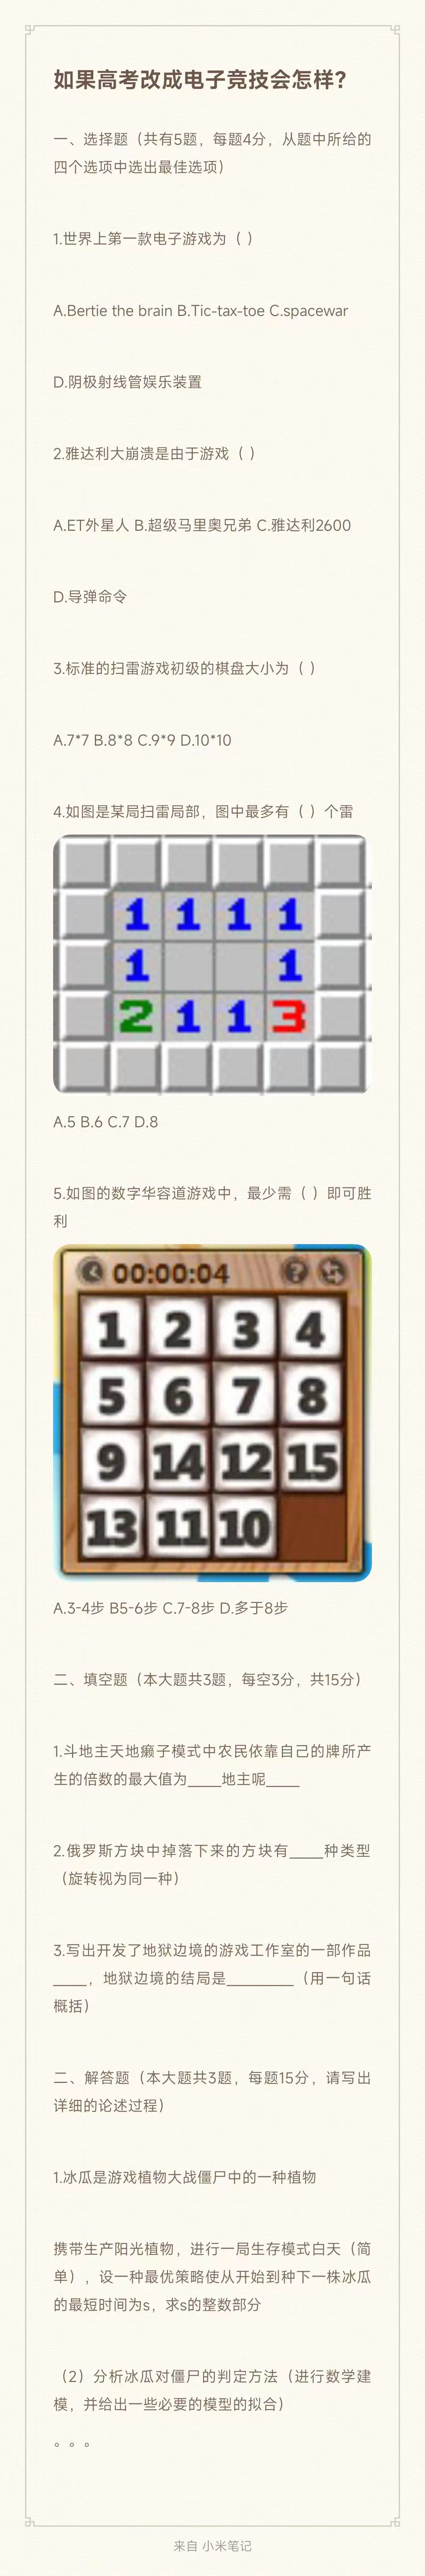 如果高考改成电子竞技会怎样?
一、选择题（共有5题，每题4分，从题中所给的
四个选项中选出最佳选项）
1.世界上第一款电子游戏为（ ）
A.Bertie the brain B.Tic-tax-toe C.spacewar
D.阴极射线管娱乐装置
2.雅达利大崩溃是由于游戏（ ）
A.ET外星人 B.超级马里奥兄弟 C.雅达利2600
D.导弹命令
3.标准的扫雷游戏初级的棋盘大小为（ ）
A.7*7 B.8*8 C.9*9 D.10*10
4.如图是某局扫雷局部，图中最多有（ ）个雷
1 1 1 1
1 1
2 1 1 3
A.5 B.6 C.7 D.8
5.如图的数字华容道游戏中，最少需（ ）即可胜
利
00:00:04 ?
1 2 3 4
5 6 7 8
9 14 12 15
13 11 10
A.3-4步 B5-6步 C.7-8步 D.多于8步
二、填空题（本大题共3题，每空3分，共15分）
1.斗地主天地癞子模式中农民依靠自己的牌所产
生的倍数的最大值为____地主呢____
2.俄罗斯方块中掉落下来的方块有____种类型
（旋转视为同一种）
3.写出开发了地狱边境的游戏工作室的一部作品
____，地狱边境的结局是________（用一句话
概括）
二、解答题（本大题共3题，每题15分，请写出
详细的论述过程）
1.冰瓜是游戏植物大战僵尸中的一种植物
携带生产阳光植物，进行一局生存模式白天（简
单），设一种最优策略使从开始到种下一株冰瓜
的最短时间为s，求s的整数部分
（2）分析冰瓜对僵尸的判定方法（进行数学建
模，并给出一些必要的模型的拟合）
。。。
来自 小米笔记